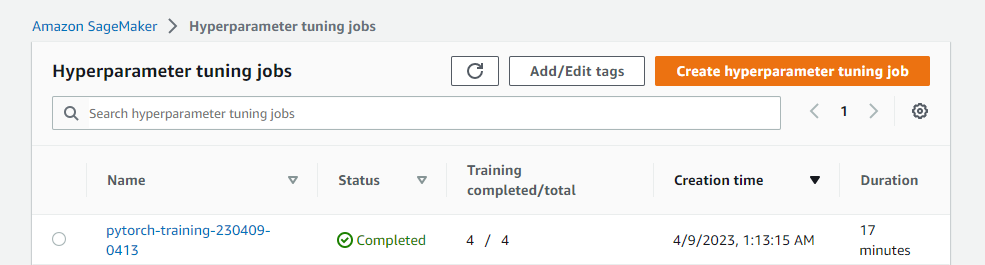 Amazon SageMaker > Hyperparameter tuning jobs
Hyperparameter tuning jobs Add/Edit tags Create hyperparameter tuning job
Search hyperparameter tuning jobs 1
Name Status Training completed/total Creation time Duration
pytorch-training-230409-
0413 Completed 4 / 4 4/9/2023, 1:13:15 AM 17
minutes